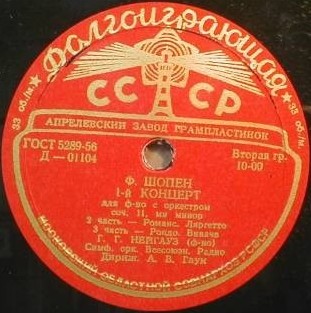 Долгоиграющая
33 об/м.
33 об./м.
СССР
АПРЕЛЕВСКИЙ ЗАВОД ГРАМПЛАСТИНОК
ГОСТ 5289-56
Д — 01104
Вторая гр.
10-00
Ф. ШОПЕН
1-й КОНЦЕРТ
для ф-но с оркестром
соч. 11, ми минор
2 часть — Романс. Ляргетто
3 часть — Рондо. Виваче
Г. Г. НЕЙГАУЗ (ф-но)
Симф. орк. Всесоюзн. Радио
Дириж. А. В. Гаук
МОСКОВСКИЙ ОБЛАСТНОЙ СОВНАРХОЗ РСФСР